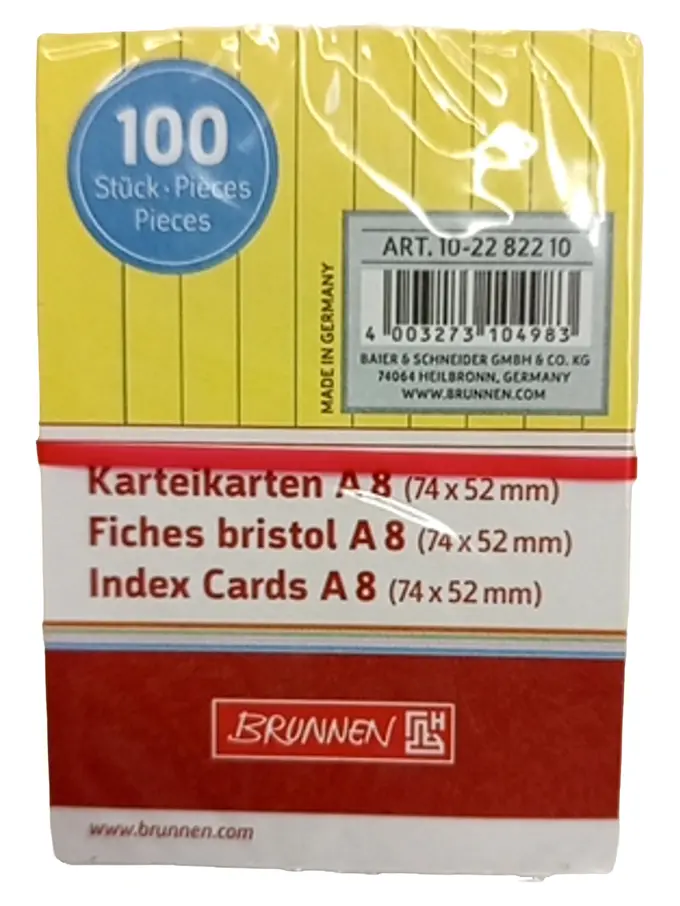 100
Stück · Pièces
Pieces
ART. 10-22 822 10
4 003273 104983
BAIER & SCHNEIDER GMBH & CO. KG
74064 HEILBRONN, GERMANY
WWW.BRUNNEN.COM
MADE IN GERMANY
Karteikarten A 8 (74 x 52 mm)
Fiches bristol A 8 (74 x 52 mm)
Index Cards A 8 (74 x 52 mm)
BRUNNEN
www.brunnen.com